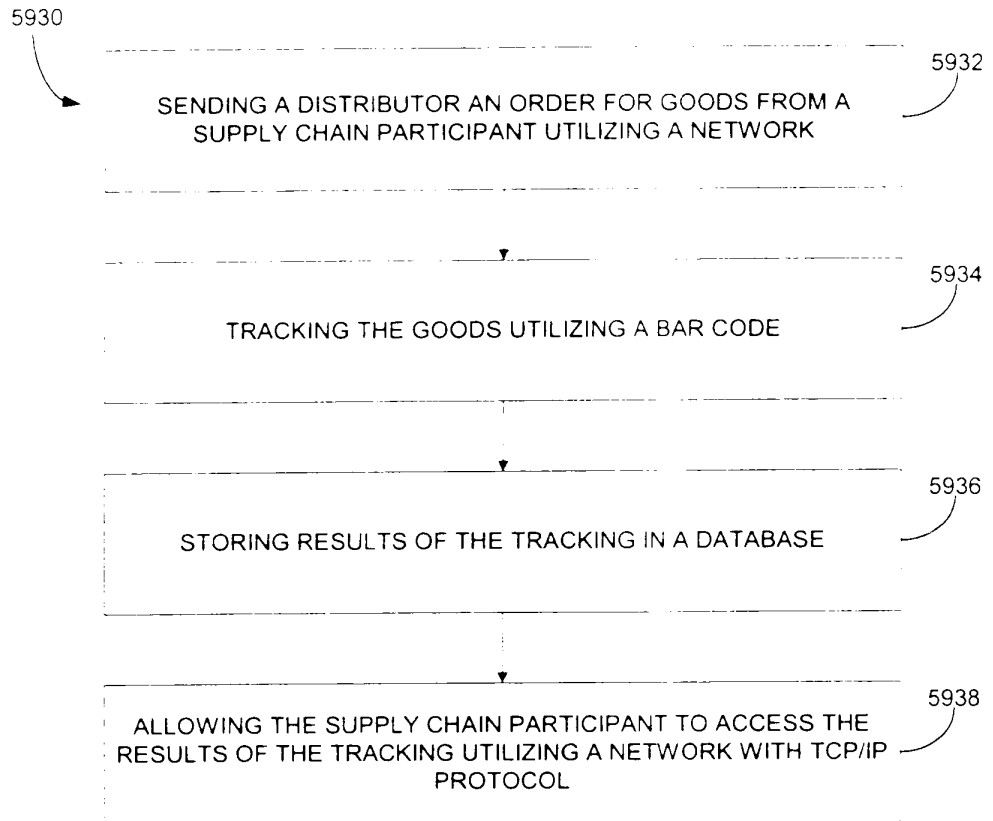 5930
5932
SENDING A DISTRIBUTOR AN ORDER FOR GOODS FROM A
SUPPLY CHAIN PARTICIPANT UTILIZING A NETWORK
5934
TRACKING THE GOODS UTILIZING A BAR CODE
5936
STORING RESULTS OF THE TRACKING IN A DATABASE
5938
ALLOWING THE SUPPLY CHAIN PARTICIPANT TO ACCESS THE
RESULTS OF THE TRACKING UTILIZING A NETWORK WITH TCP/IP
PROTOCOL